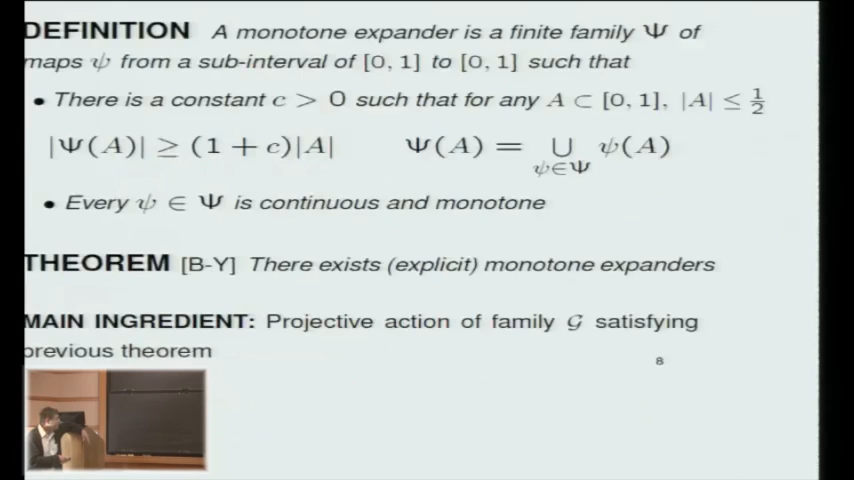 DEFINITION A monotone expander is a finite family Ψ of
maps ψ from a sub-interval of [0, 1] to [0, 1] such that
• There is a constant c > 0 such that for any A ⊂ [0, 1], |A| ≤ 1/2
|Ψ(A)| ≥ (1 + c)|A| Ψ(A) = ∪ ψ(A)
ψ∈Ψ
• Every ψ ∈ Ψ is continuous and monotone
THEOREM [B-Y] There exists (explicit) monotone expanders
MAIN INGREDIENT: Projective action of family 𝒢 satisfying
previous theorem
8